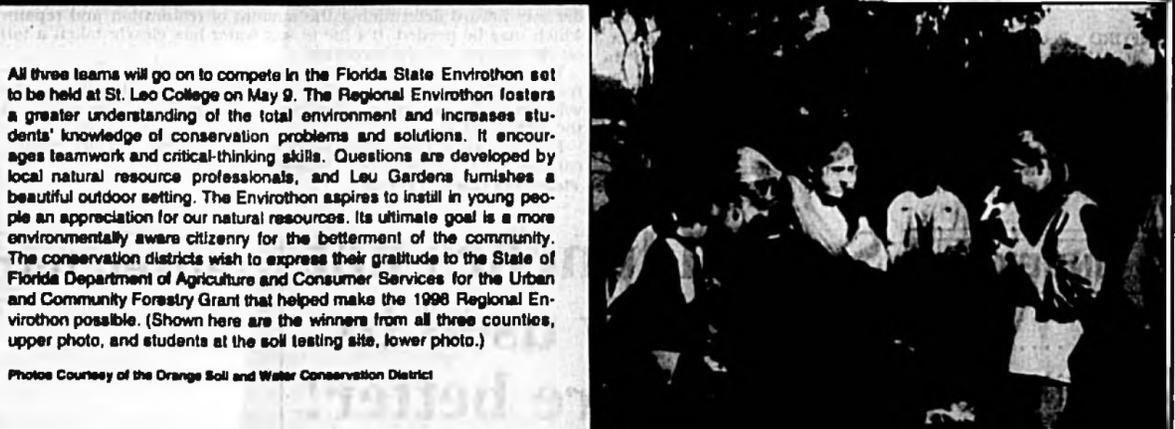 All three teams will go on to compete in the Florida State Envirothon set
to be held at St. Leo College on May 9. The Regional Envirothon fosters
a greater understanding of the total environment and increases stu-
dents' knowledge of conservation problems and solutions. It encour-
ages teamwork and critical-thinking skills. Questions are developed by
local natural resource professionals, and Leu Gardens furnishes a
beautiful outdoor setting. The Envirothon aspires to instill in young peo-
ple an appreciation for our natural resources. Its ultimate goal is a more
environmentally aware citizenry for the betterment of the community.
The conservation districts wish to express their gratitude to the State of
Florida Department of Agriculture and Consumer Services for the Urban
and Community Forestry Grant that helped make the 1998 Regional En-
virothon possible. (Shown here are the winners from all three counties,
upper photo, and students at the soil testing site, lower photo.)
Photos Courtesy of the Orange Soil and Water Conservation District